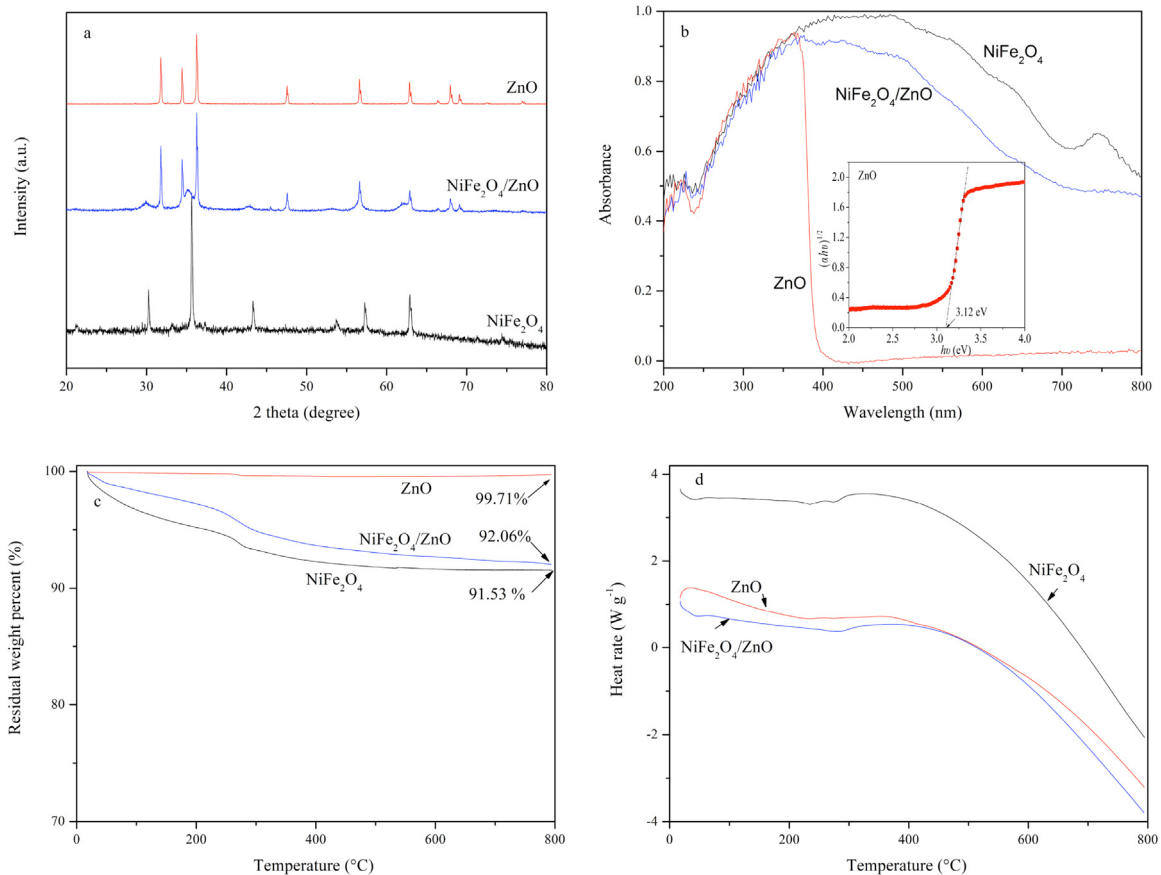 a
ZnO
NiFe₂O₄/ZnO
NiFe₂O₄
Intensity (a.u.)
20 30 40 50 60 70 80
2 theta (degree)
b
NiFe₂O₄
NiFe₂O₄/ZnO
ZnO
1.0
0.8
0.6
0.4
0.2
0.0
Absorbance
200 300 400 500 600 700 800
Wavelength (nm)
ZnO
2.0
1.6
1.2
0.8
0.4
0.0
(αhυ)^1/2
3.12 eV
2.0 2.5 3.0 3.5 4.0
hυ (eV)
c
100
90
80
70
Residual weight percent (%)
ZnO
99.71%
NiFe₂O₄/ZnO
92.06%
NiFe₂O₄
91.53 %
0 200 400 600 800
Temperature (°C)
d
4
2
0
-2
-4
Heat rate (W g⁻¹)
NiFe₂O₄
ZnO
NiFe₂O₄/ZnO
0 200 400 600 800
Temperature (°C)